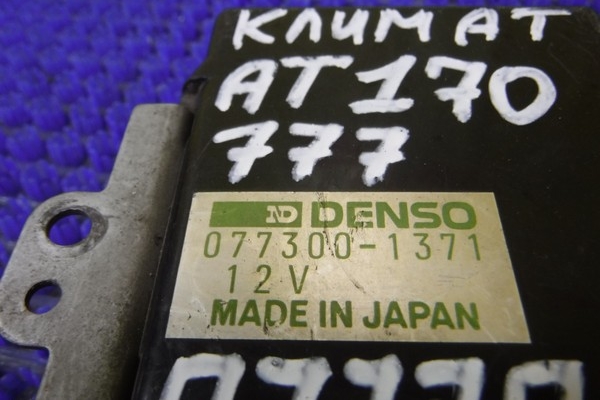 КЛИМАТ
AT170
777
ND DENSO
077300-1371
12V
MADE IN JAPAN